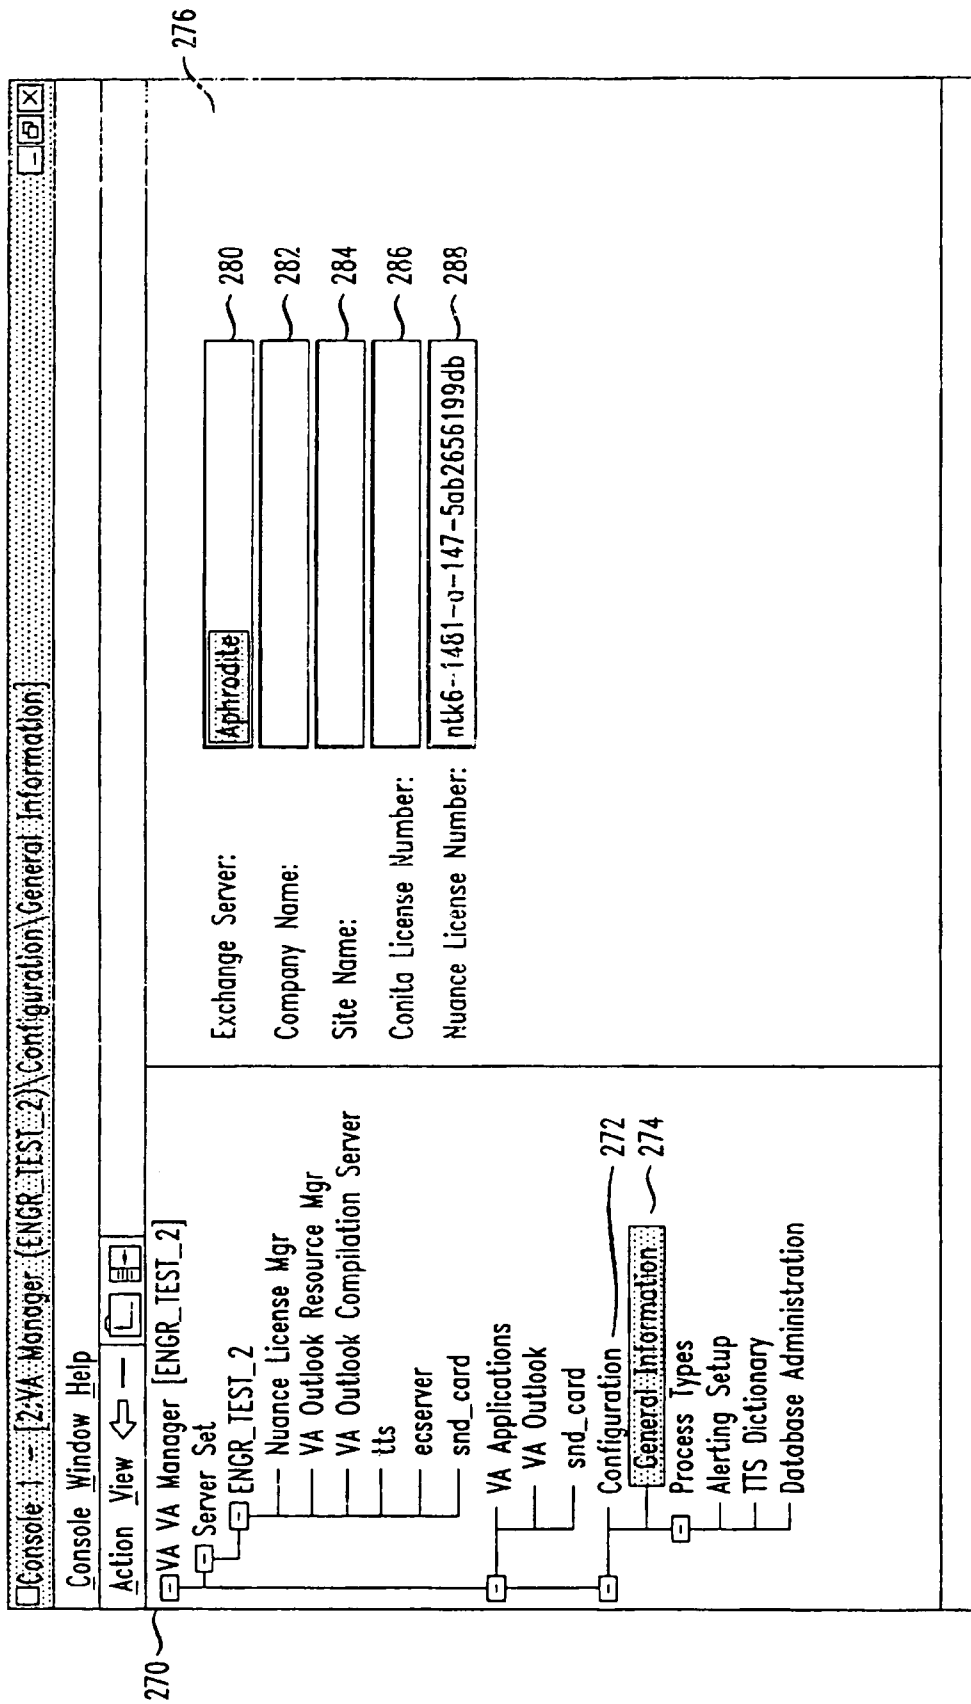 Console 1 - [2:VA Manager (ENGR_TEST_2)\Configuration\General Information]
Console Window Help
Action View
VA VA Manager [ENGR_TEST_2]
Server Set
ENGR_TEST_2
Nuance License Mgr
VA Outlook Resource Mgr
VA Outlook Compilation Server
tts
ecserver
snd_card
VA Applications
VA Outlook
snd_card
Configuration 272
General Information 274
Process Types
Alerting Setup
TTS Dictionary
Database Administration
270
Exchange Server: Aphrodite 280
Company Name: 282
Site Name: 284
Conita License Number: 286
Nuance License Number: ntk6-1481-a-147-5ab2656199db 288
276